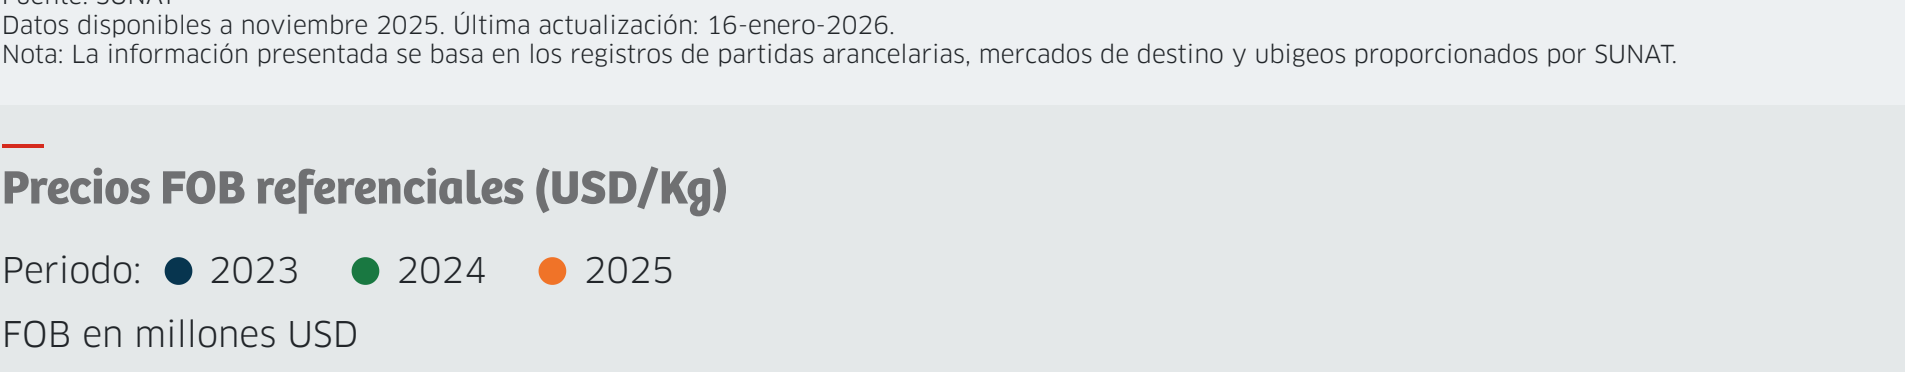 Fuente: SUNAT
Datos disponibles a noviembre 2025. Última actualización: 16-enero-2026.
Nota: La información presentada se basa en los registros de partidas arancelarias, mercados de destino y ubigeos proporcionados por SUNAT.
Precios FOB referenciales (USD/Kg)
Periodo: 2023 2024 2025
FOB en millones USD